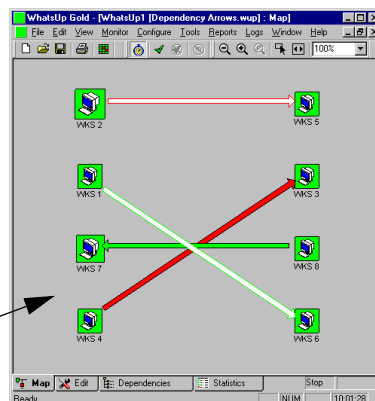 WhatsUp Gold - [WhatsUp1 [Dependency Arrows.wup] : Map]
File Edit View Monitor Configure Tools Reports Logs Window Help
100%
WKS 2
WKS 5
WKS 1
WKS 3
WKS 7
WKS 8
WKS 4
WKS 6
Map Edit Dependencies Statistics Stop
Ready NUM 10:01:28